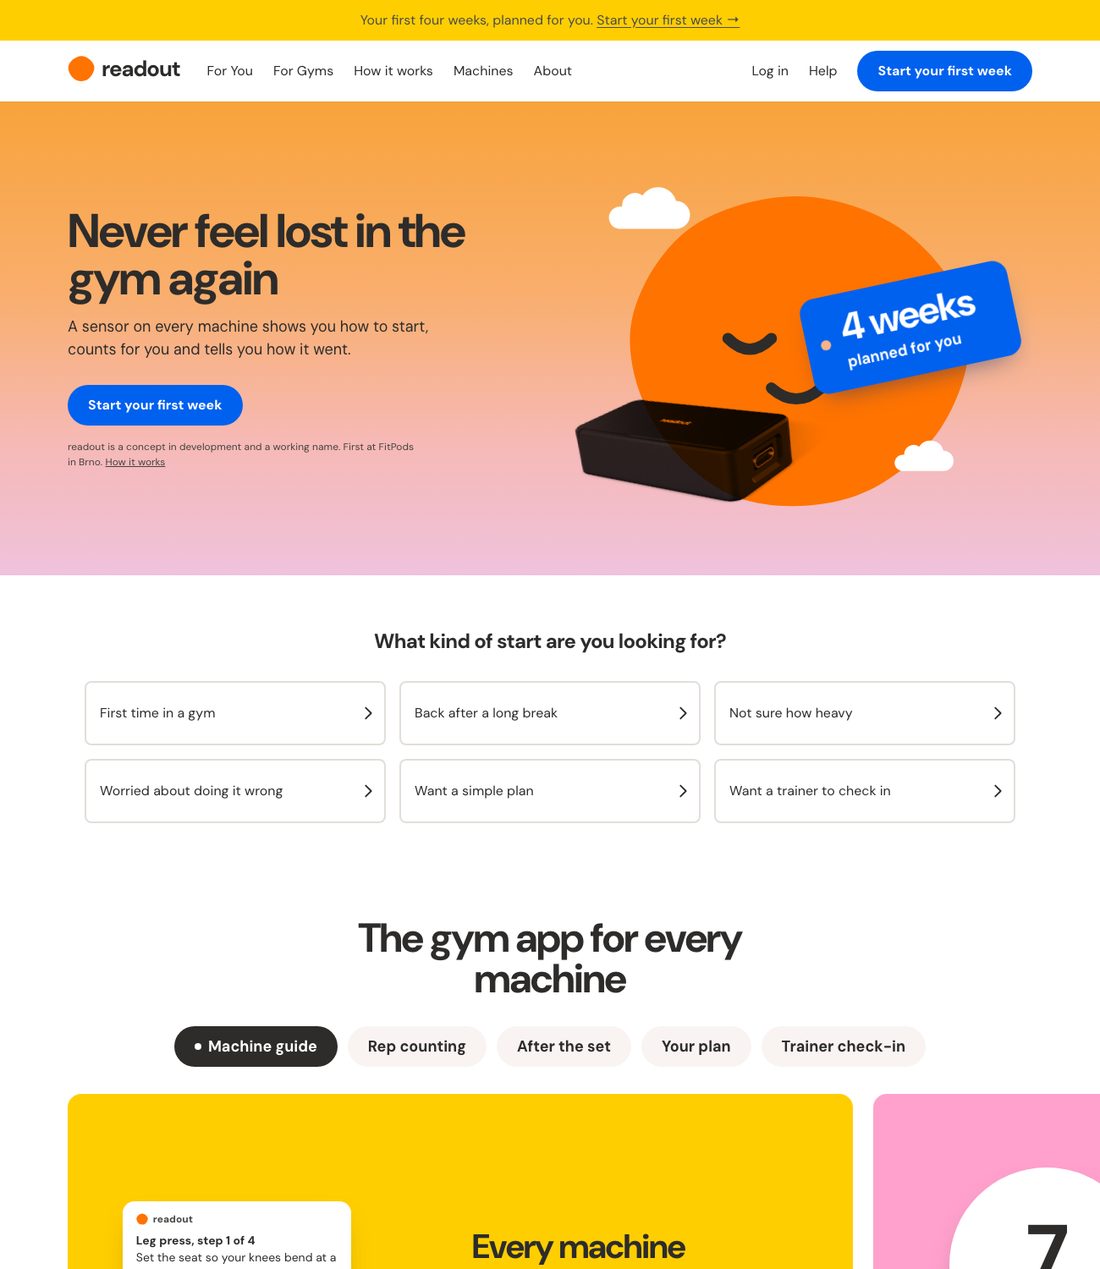 Your first four weeks, planned for you. Start your first week →
readout For You For Gyms How it works Machines About Log in Help Start your first week
Never feel lost in the
gym again
A sensor on every machine shows you how to start,
counts for you and tells you how it went.
Start your first week
readout is a concept in development and a working name. First at FitPods
in Brno. How it works
4 weeks
planned for you
readout
What kind of start are you looking for?
First time in a gym
Back after a long break
Not sure how heavy
Worried about doing it wrong
Want a simple plan
Want a trainer to check in
The gym app for every
machine
Machine guide
Rep counting
After the set
Your plan
Trainer check-in
readout
Leg press, step 1 of 4
Set the seat so your knees bend at a
Every machine
7